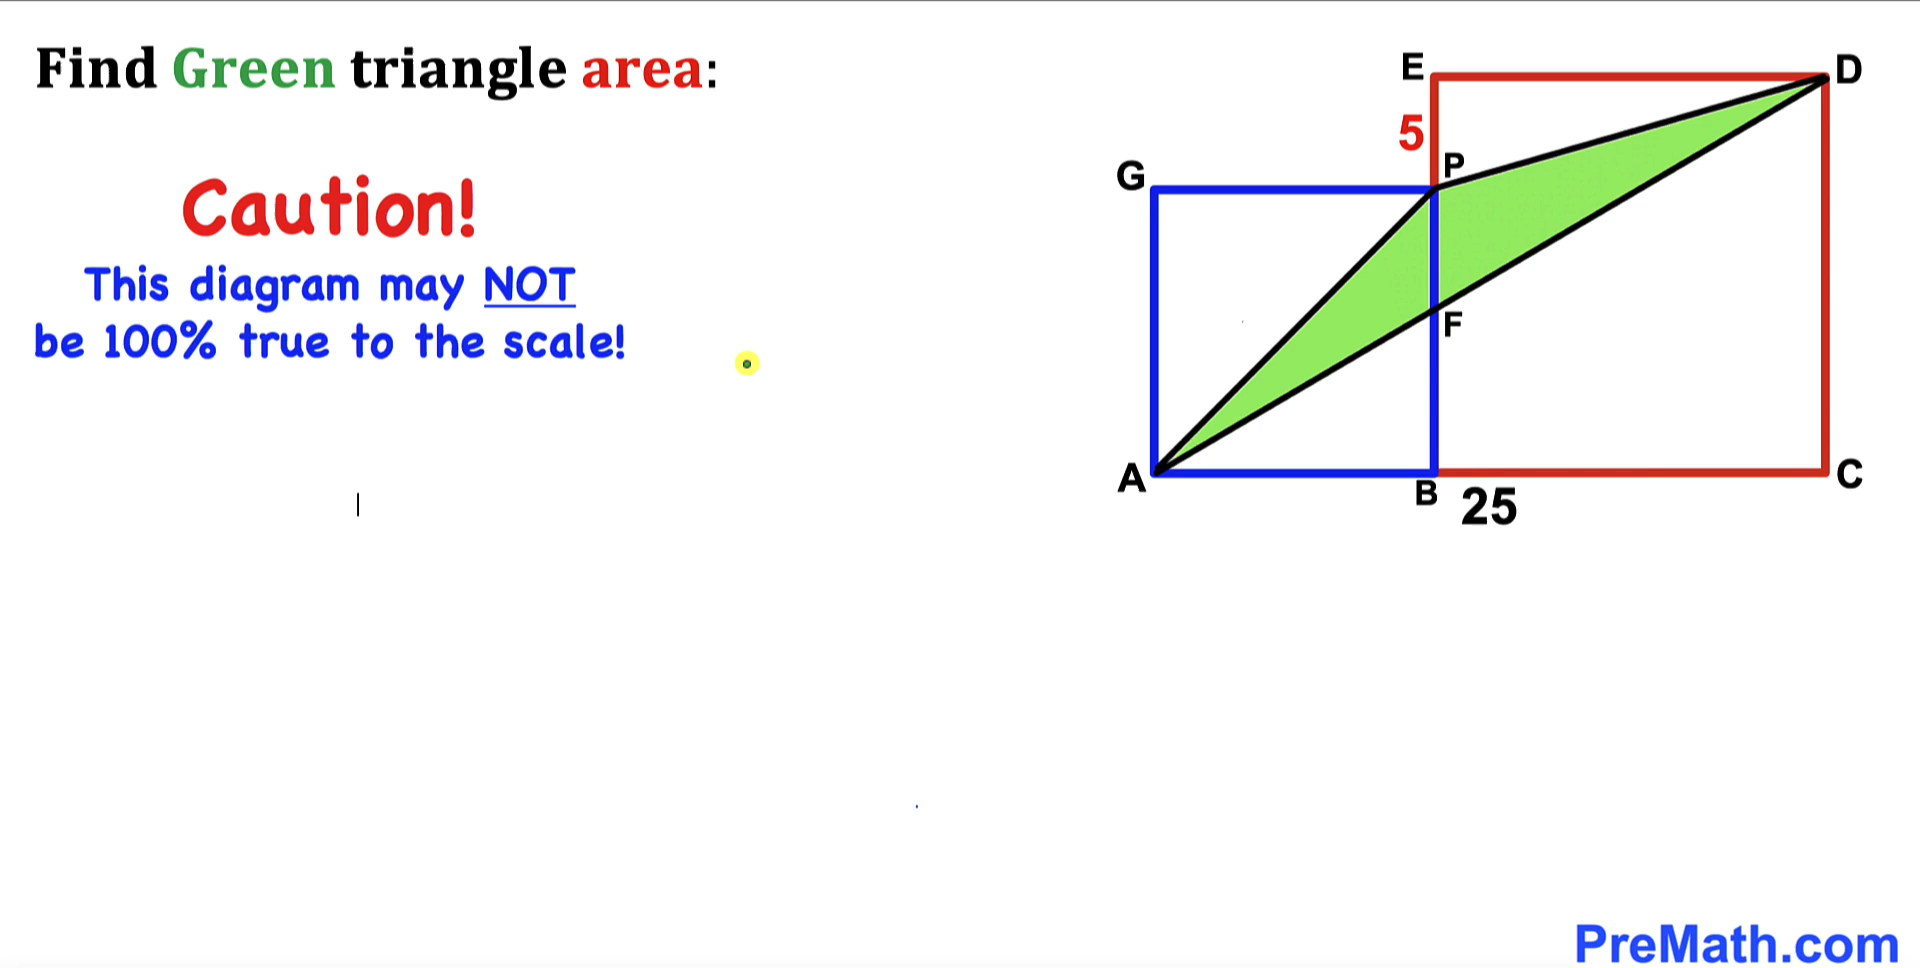 Find Green triangle area:
Caution!
This diagram may NOT
be 100% true to the scale!
E
D
5
P
G
F
A
B
25
C
PreMath.com